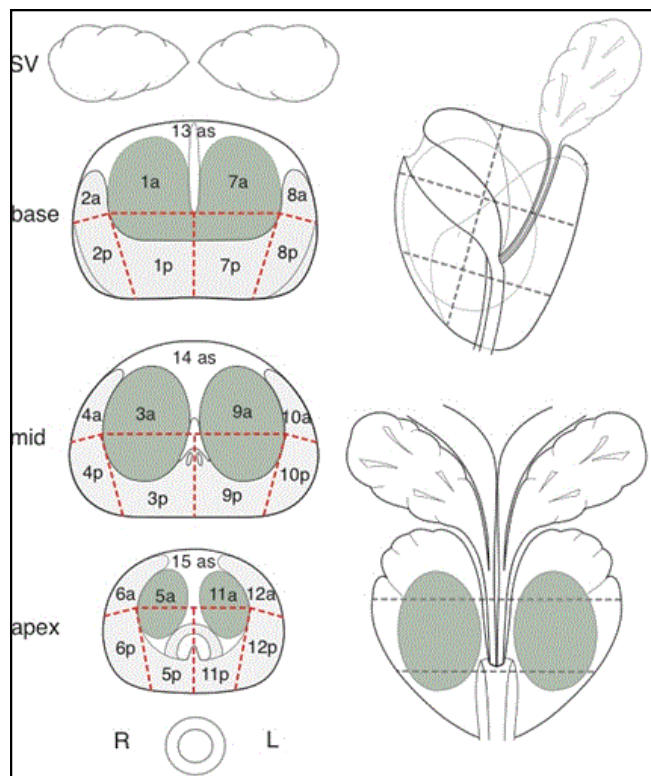 SV
13 as
1a 7a
2a 8a
base
2p 8p
1p 7p
14 as
4a 3a 9a 10a
mid
4p 10p
3p 9p
15 as
6a 5a 11a 12a
apex
6p 12p
5p 11p
R L